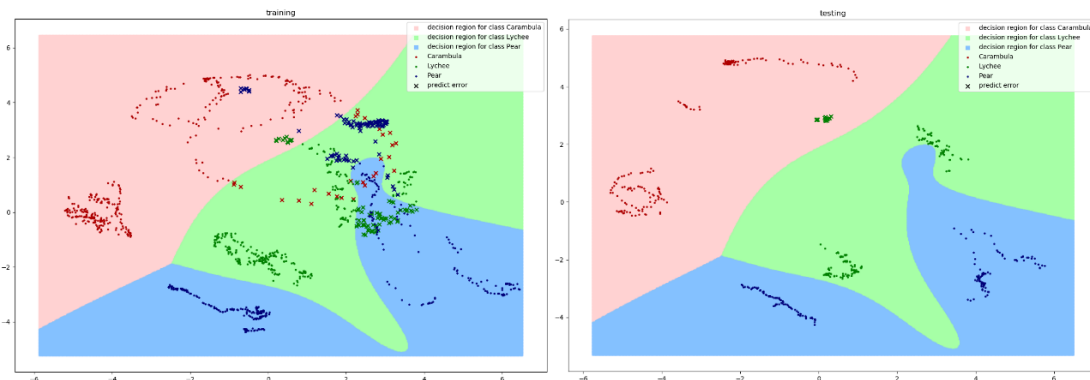 training
decision region for class Carambula
decision region for class Lychee
decision region for class Pear
Carambula
Lychee
Pear
predict error
6
4
2
0
−2
−4
−6
−4
−2
0
2
4
6
testing
decision region for class Carambula
decision region for class Lychee
decision region for class Pear
Carambula
Lychee
Pear
predict error
6
4
2
0
−2
−4
−6
−4
−2
0
2
4
6